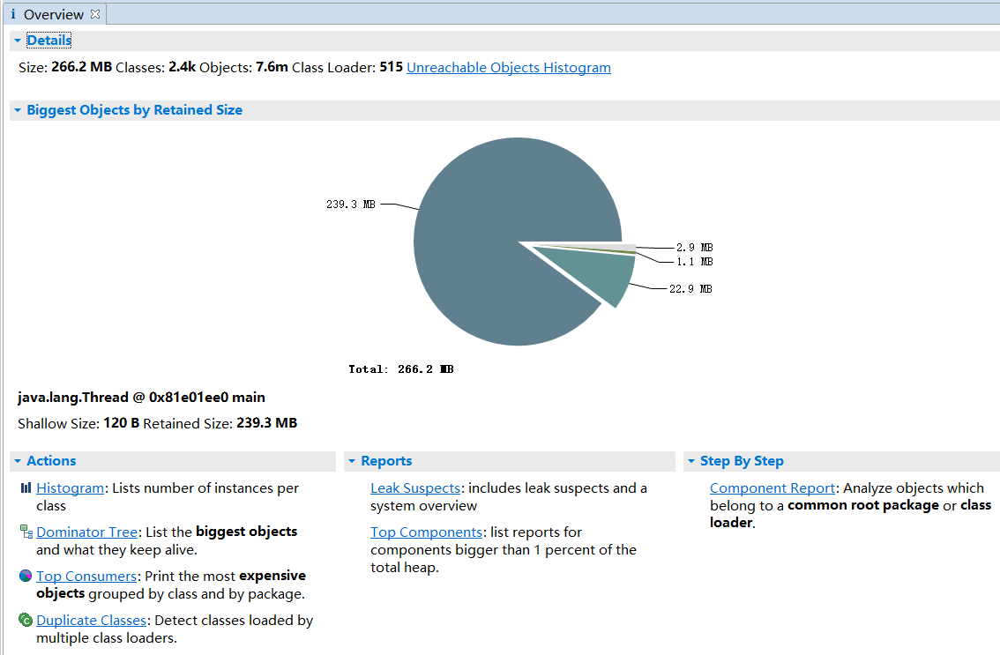 i Overview
Details
Size: 266.2 MB Classes: 2.4k Objects: 7.6m Class Loader: 515 Unreachable Objects Histogram
Biggest Objects by Retained Size
239.3 MB
2.9 MB
1.1 MB
22.9 MB
Total: 266.2 MB
java.lang.Thread @ 0x81e01ee0 main
Shallow Size: 120 B Retained Size: 239.3 MB
Actions
Histogram: Lists number of instances per
class
Dominator Tree: List the biggest objects
and what they keep alive.
Top Consumers: Print the most expensive
objects grouped by class and by package.
Duplicate Classes: Detect classes loaded by
multiple class loaders.
Reports
Leak Suspects: includes leak suspects and a
system overview
Top Components: list reports for
components bigger than 1 percent of the
total heap.
Step By Step
Component Report: Analyze objects which
belong to a common root package or class
loader.